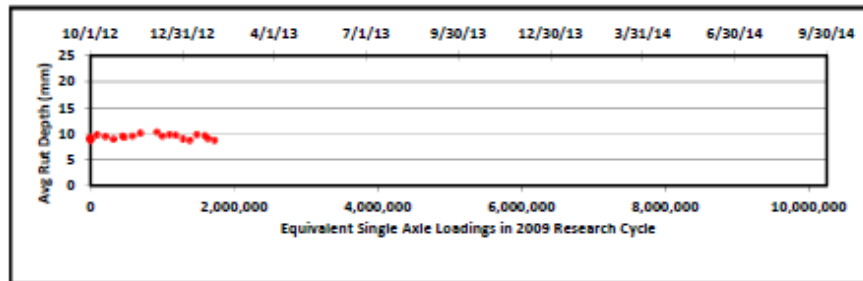 10/1/12 12/31/12 4/1/13 7/1/13 9/30/13 12/30/13 3/31/14 6/30/14 9/30/14
25
20
15
10
5
0
Avg Rut Depth (mm)
0 2,000,000 4,000,000 6,000,000 8,000,000 10,000,000
Equivalent Single Axle Loadings in 2009 Research Cycle